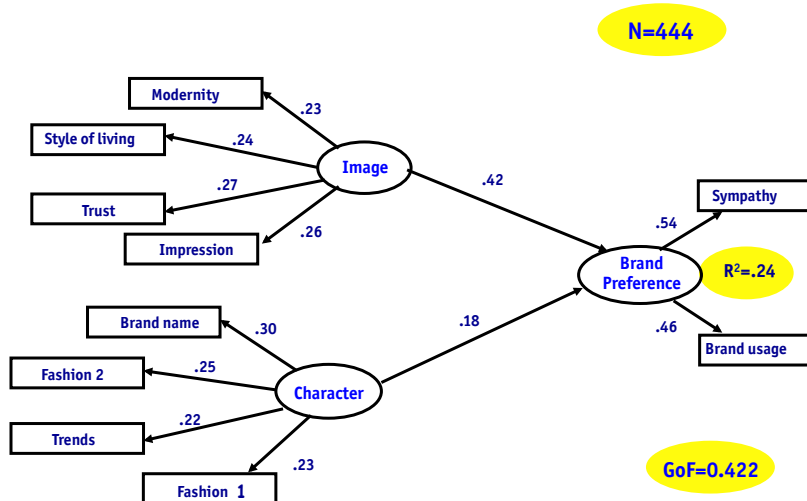 N=444
Modernity
.23
Style of living
.24
Image
.27
.42
Trust
Sympathy
.26
Impression
.54
Brand
Preference
R²=.24
Brand name
.30
.18
.46
Brand usage
.25
Fashion 2
Character
.22
Trends
.23
GoF=0.422
Fashion 1